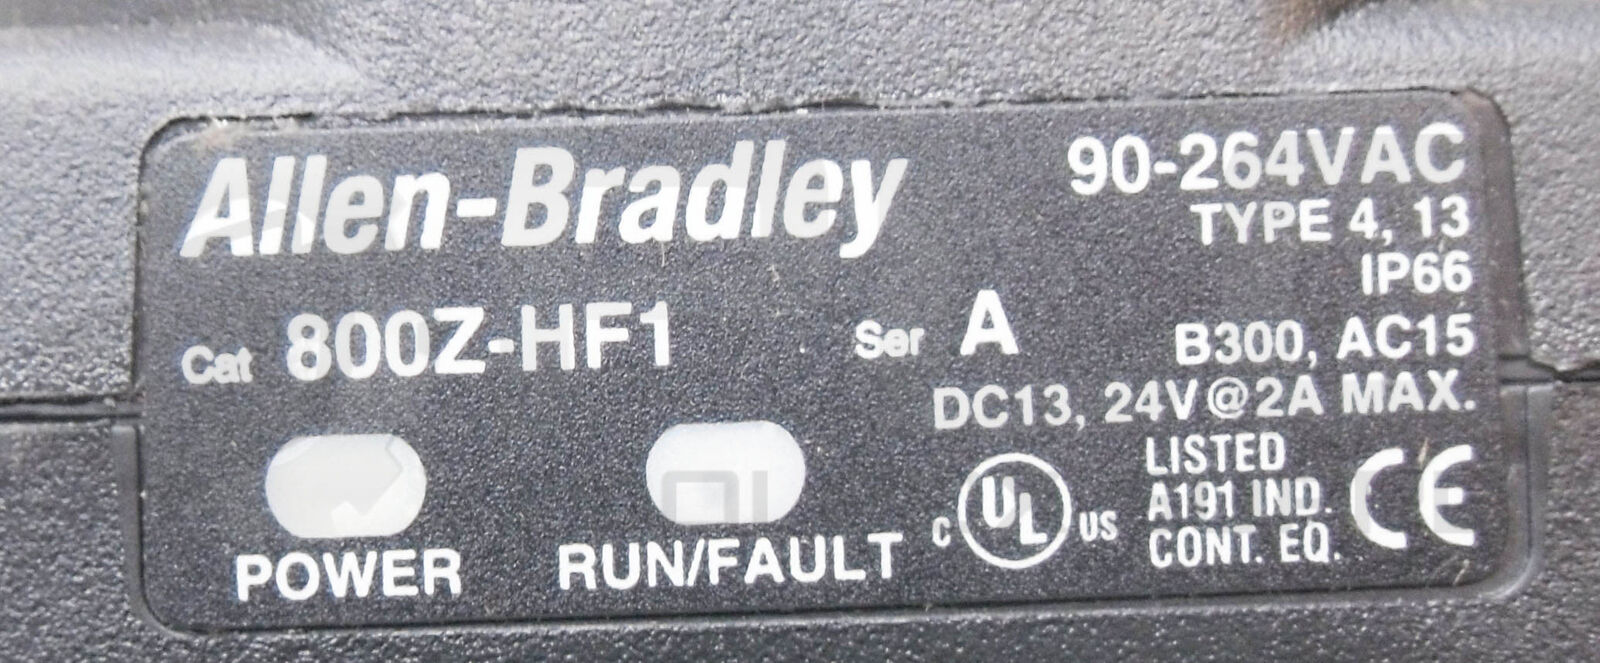 Allen-Bradley
Cat 800Z-HF1 Ser A
90-264VAC
TYPE 4, 13
IP66
B300, AC15
DC13, 24V@2A MAX.
POWER
RUN/FAULT
C UL US
LISTED
A191 IND.
CONT. EQ.
CE